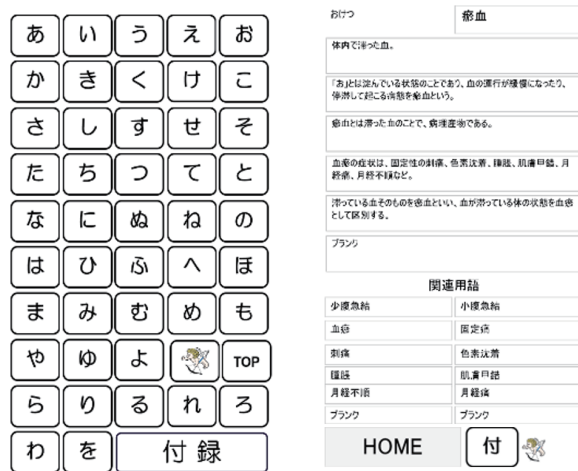 あ い う え お
か き く け こ
さ し す せ そ
た ち つ て と
な に ぬ ね の
は ひ ふ へ ほ
ま み む め も
や ゆ よ TOP
ら り る れ ろ
わ を 付 録
おけつ 瘀血
体内で滞った血。
「お」とは淀んでいる状態のことであり、血の運行が緩慢になったり、
停滞して起こる病態を瘀血という。
瘀血とは滞った血のことで、病理産物である。
血瘀の症状は、固定性の刺痛、色素沈着、腫脹、肌膚甲錯、月
経痛、月経不順など。
滞っている血そのものを瘀血といい、血が滞っている体の状態を血瘀
として区別する。
ブランク
関連用語
少腹急結 小腹急結
血瘀 固定痛
刺痛 色素沈着
腫脹 肌膚甲錯
月経不順 月経痛
ブランク ブランク
HOME 付